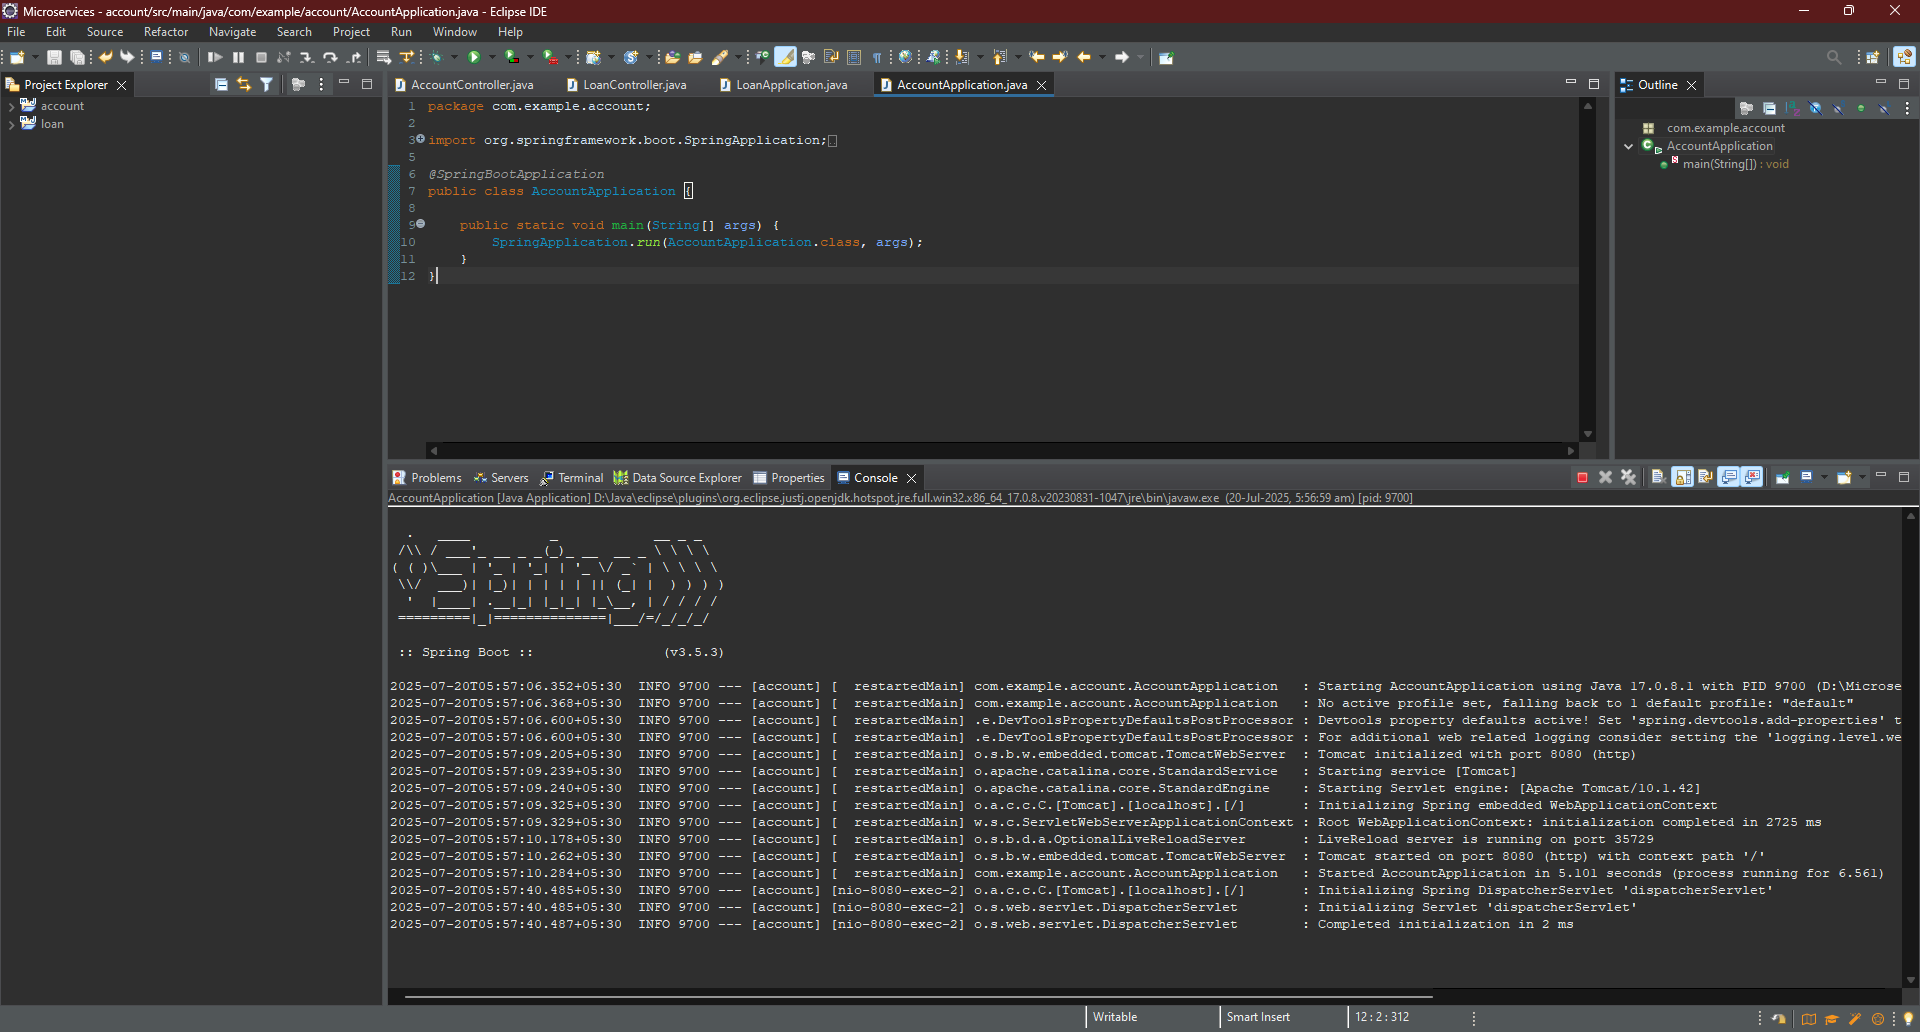 Microservices - account/src/main/java/com/example/account/AccountApplication.java - Eclipse IDE
File Edit Source Refactor Navigate Search Project Run Window Help
Project Explorer
account
loan
AccountController.java LoanController.java LoanApplication.java AccountApplication.java
1 package com.example.account;
2
3 import org.springframework.boot.SpringApplication;
5
6 @SpringBootApplication
7 public class AccountApplication {
8
9 public static void main(String[] args) {
10 SpringApplication.run(AccountApplication.class, args);
11 }
12 }
Outline
com.example.account
AccountApplication
main(String[]) : void
Problems Servers Terminal Data Source Explorer Properties Console
AccountApplication [Java Application] D:\Java\eclipse\plugins\org.eclipse.justj.openjdk.hotspot.jre.full.win32.x86_64_17.0.8.v20230831-1047\jre\bin\javaw.exe (20-Jul-2025, 5:56:59 am) [pid: 9700]
Spring
:: Spring Boot :: (v3.5.3)
2025-07-20T05:57:06.352+05:30 INFO 9700 --- [account] [ restartedMain] com.example.account.AccountApplication : Starting AccountApplication using Java 17.0.8.1 with PID 9700 (D:\Microse
2025-07-20T05:57:06.368+05:30 INFO 9700 --- [account] [ restartedMain] com.example.account.AccountApplication : No active profile set, falling back to 1 default profile: "default"
2025-07-20T05:57:06.600+05:30 INFO 9700 --- [account] [ restartedMain] .e.DevToolsPropertyDefaultsPostProcessor : Devtools property defaults active! Set 'spring.devtools.add-properties' t
2025-07-20T05:57:06.600+05:30 INFO 9700 --- [account] [ restartedMain] .e.DevToolsPropertyDefaultsPostProcessor : For additional web related logging consider setting the 'logging.level.we
2025-07-20T05:57:09.205+05:30 INFO 9700 --- [account] [ restartedMain] o.s.b.w.embedded.tomcat.TomcatWebServer : Tomcat initialized with port 8080 (http)
2025-07-20T05:57:09.239+05:30 INFO 9700 --- [account] [ restartedMain] o.apache.catalina.core.StandardService : Starting service [Tomcat]
2025-07-20T05:57:09.240+05:30 INFO 9700 --- [account] [ restartedMain] o.apache.catalina.core.StandardEngine : Starting Servlet engine: [Apache Tomcat/10.1.42]
2025-07-20T05:57:09.325+05:30 INFO 9700 --- [account] [ restartedMain] o.a.c.c.C.[Tomcat].[localhost].[/] : Initializing Spring embedded WebApplicationContext
2025-07-20T05:57:09.329+05:30 INFO 9700 --- [account] [ restartedMain] w.s.c.ServletWebServerApplicationContext : Root WebApplicationContext: initialization completed in 2725 ms
2025-07-20T05:57:10.178+05:30 INFO 9700 --- [account] [ restartedMain] o.s.b.d.a.OptionalLiveReloadServer : LiveReload server is running on port 35729
2025-07-20T05:57:10.262+05:30 INFO 9700 --- [account] [ restartedMain] o.s.b.w.embedded.tomcat.TomcatWebServer : Tomcat started on port 8080 (http) with context path '/'
2025-07-20T05:57:10.284+05:30 INFO 9700 --- [account] [ restartedMain] com.example.account.AccountApplication : Started AccountApplication in 5.101 seconds (process running for 6.561)
2025-07-20T05:57:40.485+05:30 INFO 9700 --- [account] [nio-8080-exec-2] o.a.c.c.C.[Tomcat].[localhost].[/] : Initializing Spring DispatcherServlet 'dispatcherServlet'
2025-07-20T05:57:40.485+05:30 INFO 9700 --- [account] [nio-8080-exec-2] o.s.web.servlet.DispatcherServlet : Initializing Servlet 'dispatcherServlet'
2025-07-20T05:57:40.487+05:30 INFO 9700 --- [account] [nio-8080-exec-2] o.s.web.servlet.DispatcherServlet : Completed initialization in 2 ms
Writable Smart Insert 12 : 2 : 312